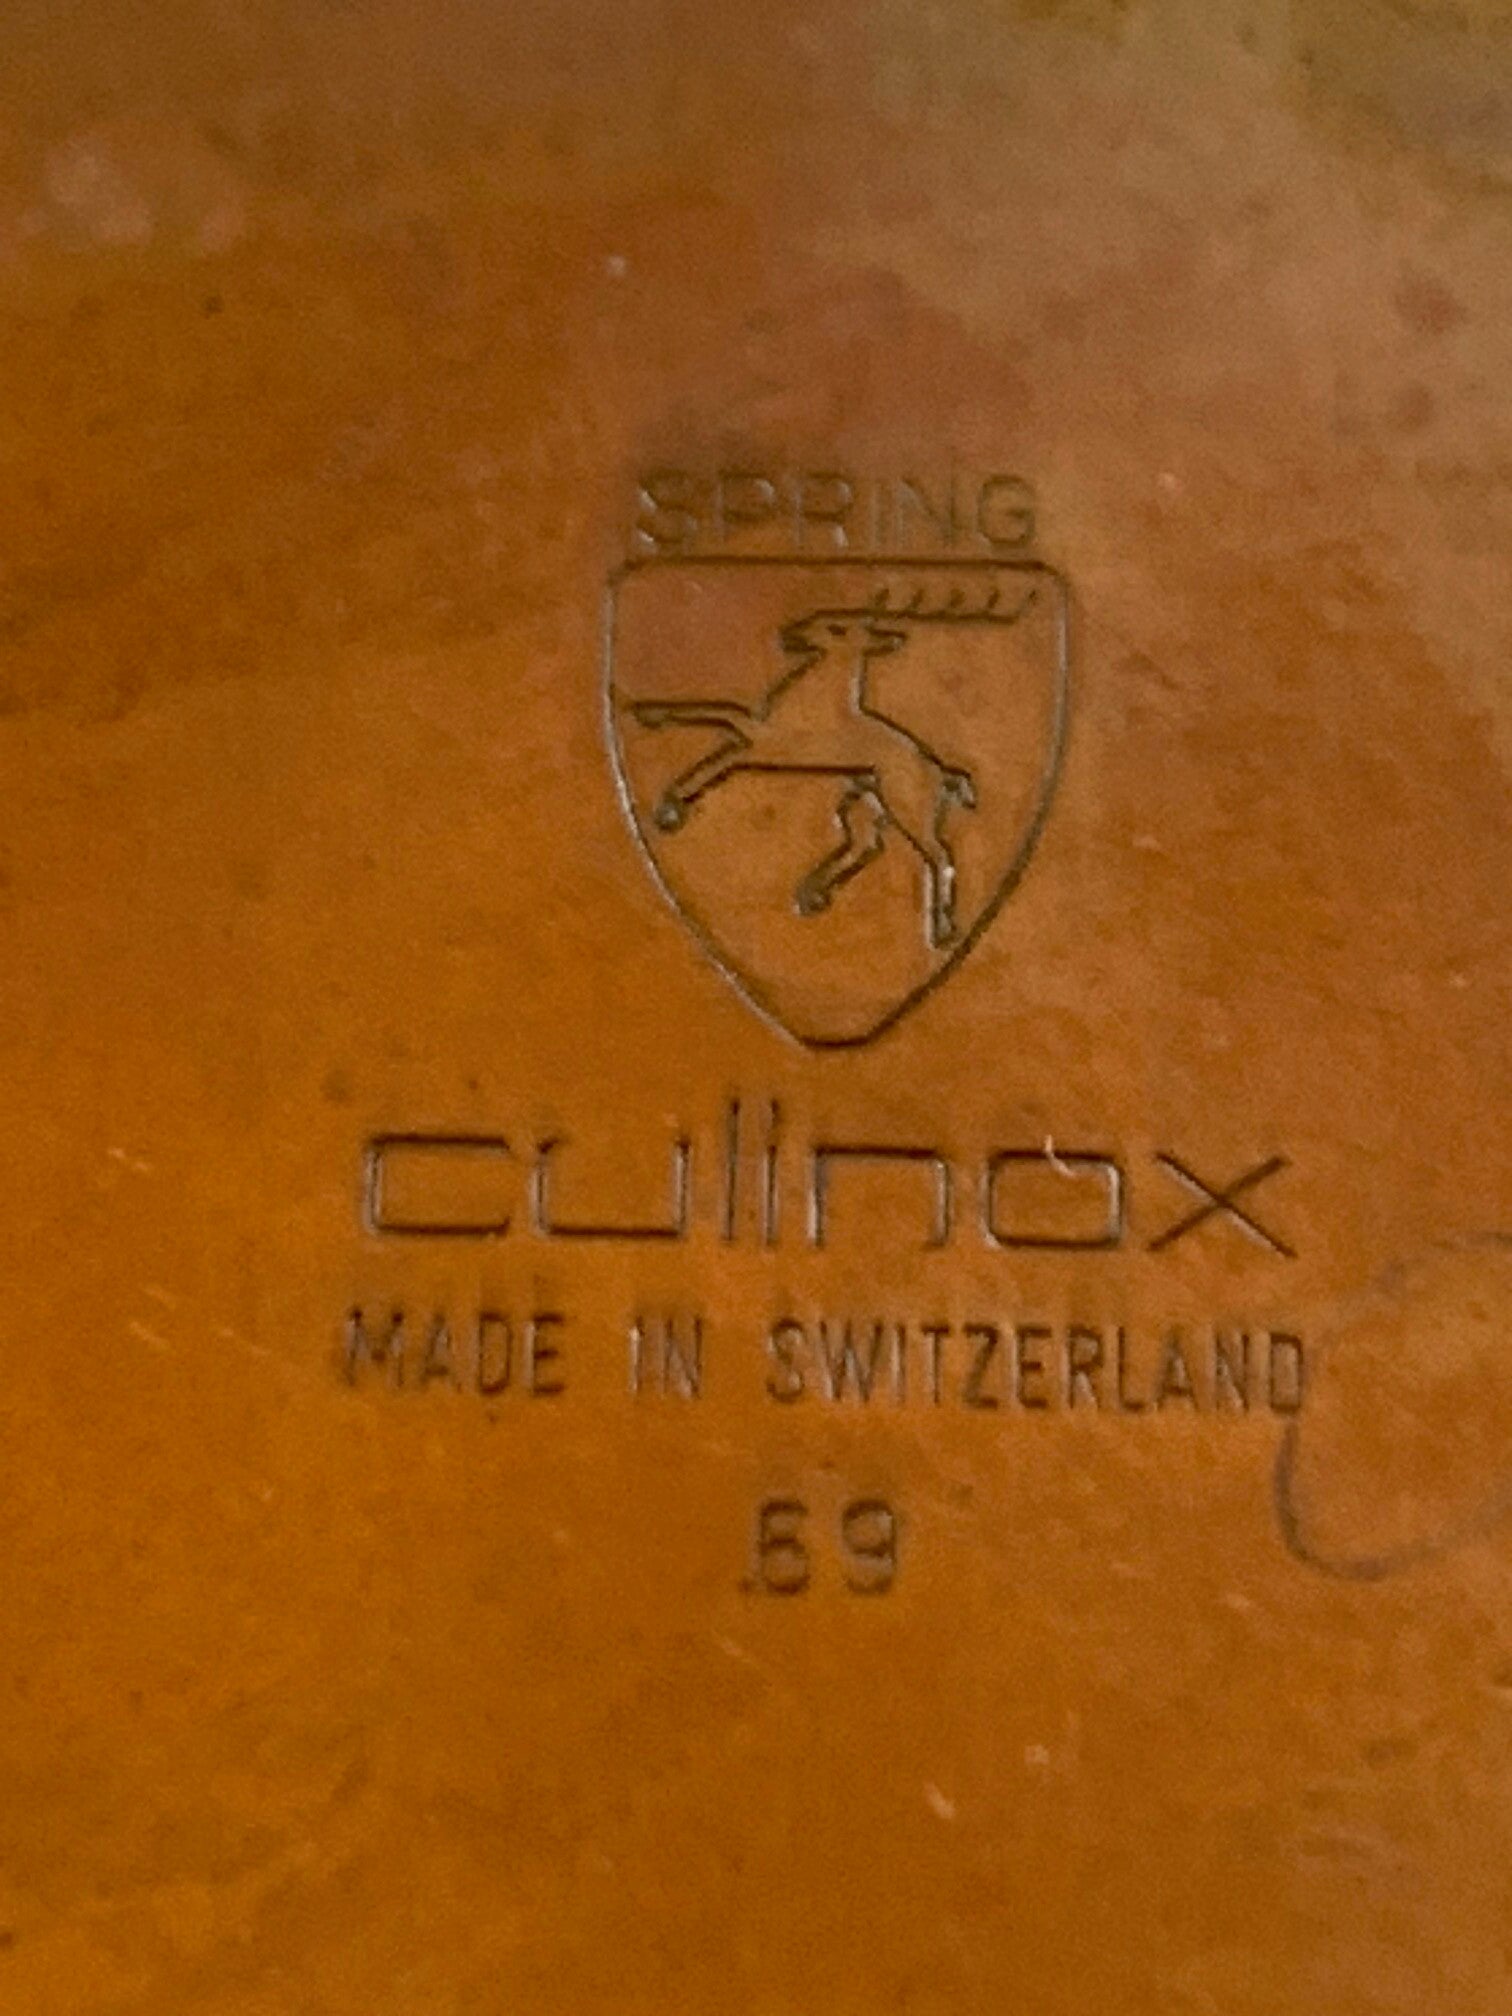 SPRING
culinox
MADE IN SWITZERLAND
.69